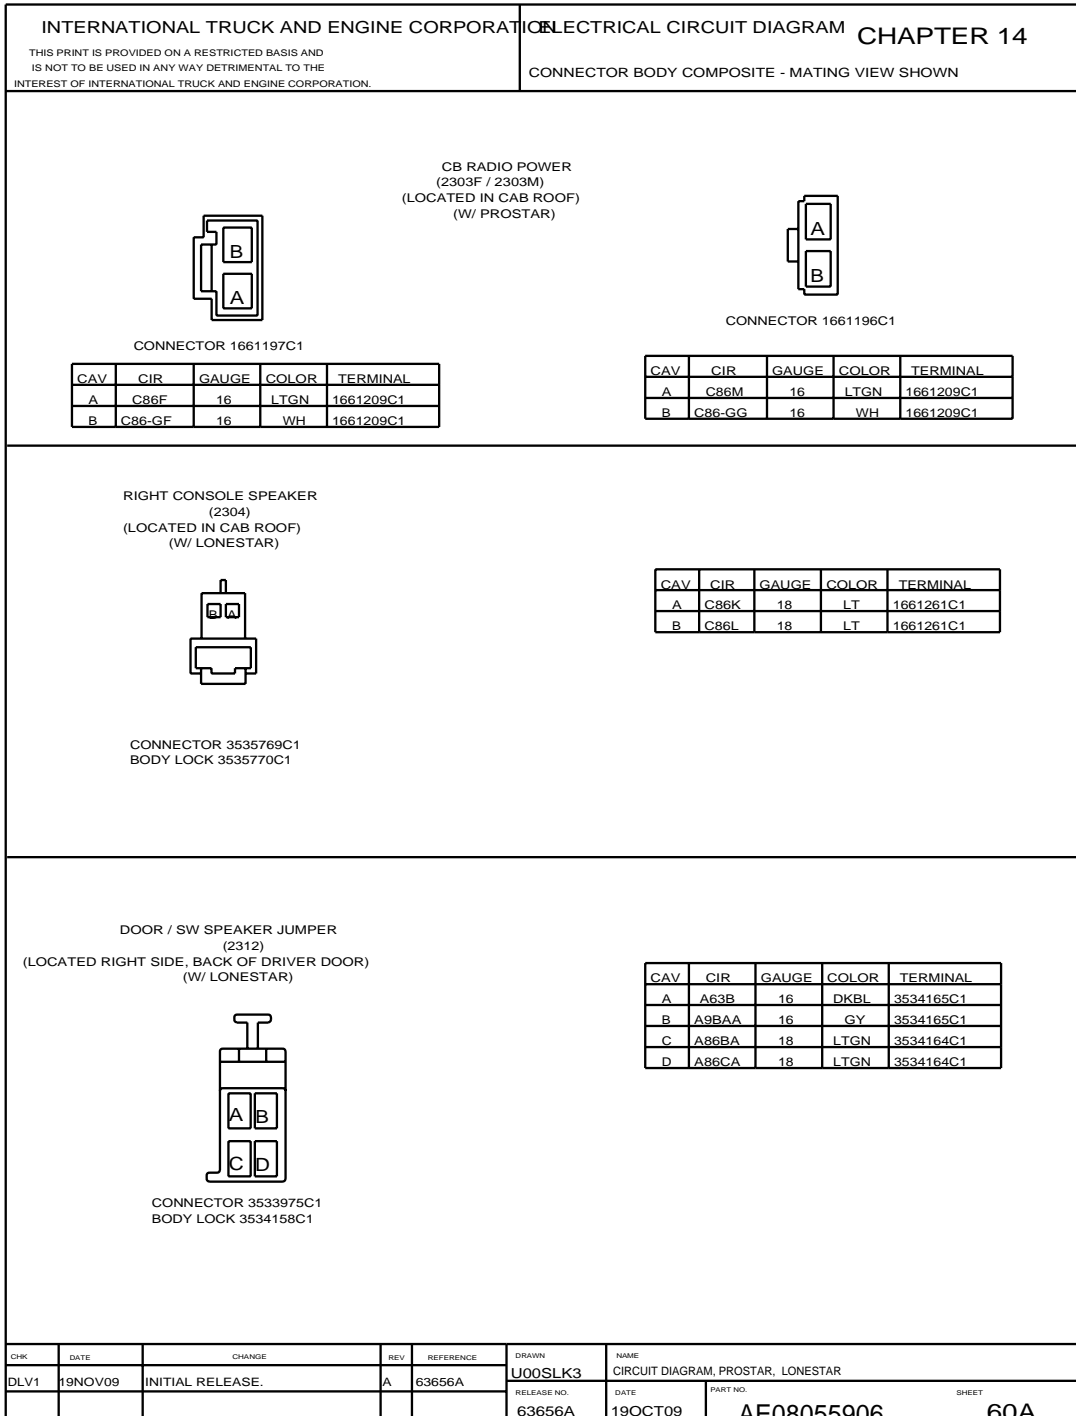 INTERNATIONAL TRUCK AND ENGINE CORPORATION
THIS PRINT IS PROVIDED ON A RESTRICTED BASIS AND
IS NOT TO BE USED IN ANY WAY DETRIMENTAL TO THE
INTEREST OF INTERNATIONAL TRUCK AND ENGINE CORPORATION.
ELECTRICAL CIRCUIT DIAGRAM
CHAPTER 14
CONNECTOR BODY COMPOSITE - MATING VIEW SHOWN
CB RADIO POWER
(2303F / 2303M)
(LOCATED IN CAB ROOF)
(W/ PROSTAR)
B
A
CONNECTOR 1661197C1
CAV CIR GAUGE COLOR TERMINAL
A C86F 16 LTGN 1661209C1
B C86-GF 16 WH 1661209C1
A
B
CONNECTOR 1661196C1
CAV CIR GAUGE COLOR TERMINAL
A C86M 16 LTGN 1661209C1
B C86-GG 16 WH 1661209C1
RIGHT CONSOLE SPEAKER
(2304)
(LOCATED IN CAB ROOF)
(W/ LONESTAR)
B A
CONNECTOR 3535769C1
BODY LOCK 3535770C1
CAV CIR GAUGE COLOR TERMINAL
A C86K 18 LT 1661261C1
B C86L 18 LT 1661261C1
DOOR / SW SPEAKER JUMPER
(2312)
(LOCATED RIGHT SIDE, BACK OF DRIVER DOOR)
(W/ LONESTAR)
A B
C D
CONNECTOR 3533975C1
BODY LOCK 3534158C1
CAV CIR GAUGE COLOR TERMINAL
A A63B 16 DKBL 3534165C1
B A9BAA 16 GY 3534165C1
C A86BA 18 LTGN 3534164C1
D A86CA 18 LTGN 3534164C1
CHK DATE CHANGE REV REFERENCE
DLV1 19NOV09 INITIAL RELEASE. A 63656A
DRAWN
U00SLK3
NAME
CIRCUIT DIAGRAM, PROSTAR, LONESTAR
RELEASE NO.
63656A
DATE
19OCT09
PART NO.
AE08055906
SHEET
60A